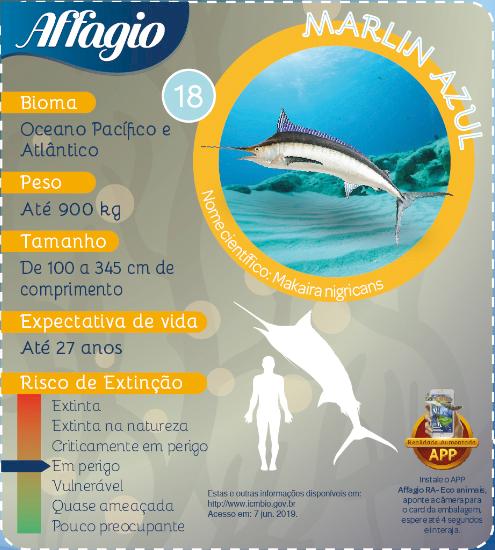 Affagio
MARLIN AZUL
18
Bioma
Oceano Pacífico e
Atlântico
Peso
Até 900 kg
Tamanho
De 100 a 345 cm de
comprimento
Nome científico: Makaira nigricans
Expectativa de vida
Até 27 anos
Risco de Extinção
Extinta
Extinta na natureza
Criticamente em perigo
Em perigo
Vulnerável
Quase ameaçada
Pouco preocupante
Estas e outras informações disponíveis em:
http://www.icmbio.gov.br
Acesso em: 7 jun. 2019.
Realidade Aumentada
APP
Instale o APP
Affagio RA- Eco animais,
aponte a câmera para
o card da embalagem,
espere até 4 segundos
e interaja.